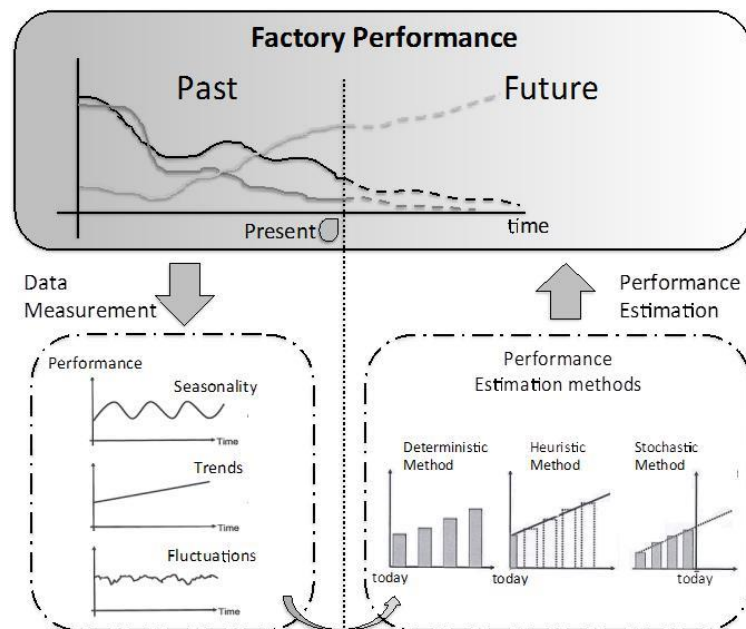 Factory Performance
Past
Future
Present
time
Data
Measurement
Performance
Estimation
Performance
Seasonality
Time
Trends
Time
Fluctuations
Time
Performance
Estimation methods
Deterministic
Method
Heuristic
Method
Stochastic
Method
today
today
today